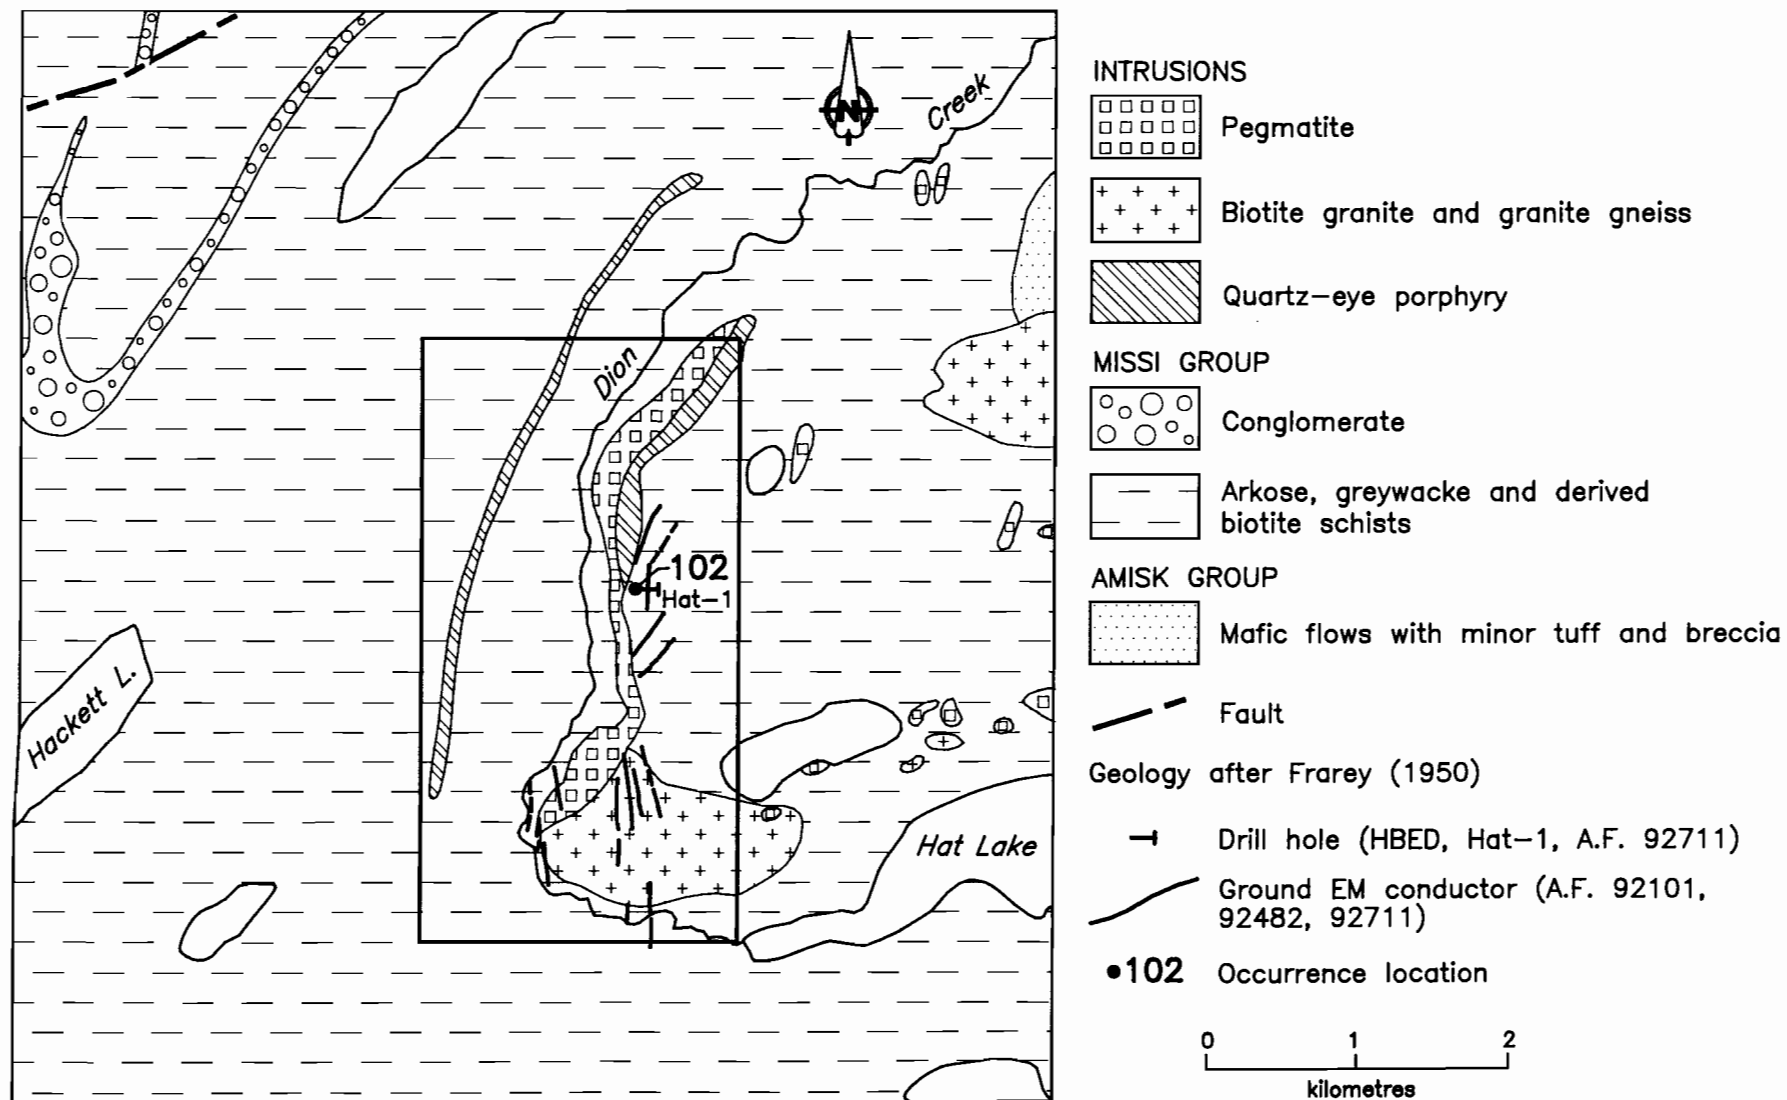 N
Creek
Dion
102
Hat-1
Hackett L.
Hat Lake
INTRUSIONS
Pegmatite
Biotite granite and granite gneiss
Quartz-eye porphyry
MISSI GROUP
Conglomerate
Arkose, greywacke and derived
biotite schists
AMISK GROUP
Mafic flows with minor tuff and breccia
Fault
Geology after Frarey (1950)
Drill hole (HBED, Hat-1, A.F. 92711)
Ground EM conductor (A.F. 92101,
92482, 92711)
102 Occurrence location
0 1 2
kilometres